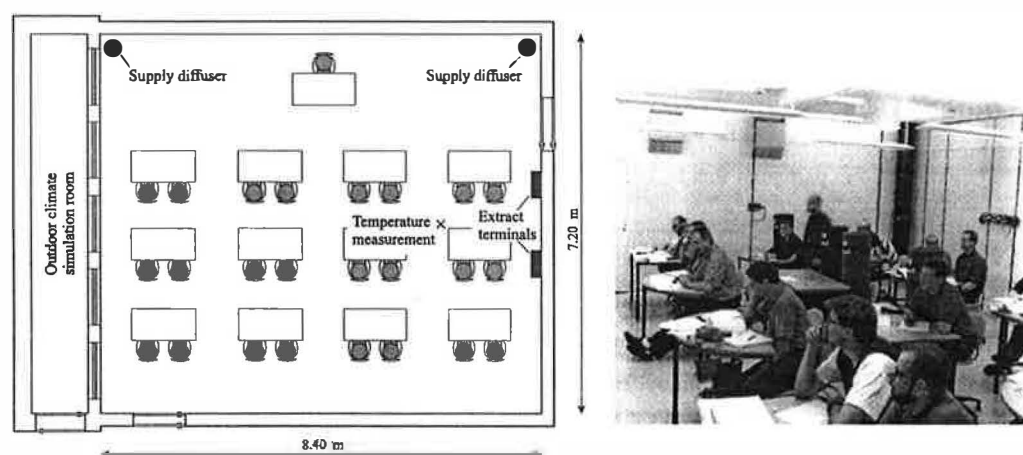 Supply diffuser
Supply diffuser
Outdoor climate
simulation room
Temperature
measurement
Extract
terminals
7.20 m
8.40 m